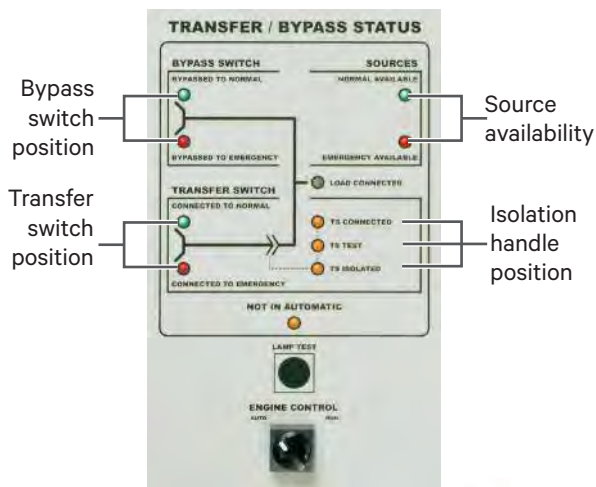 TRANSFER / BYPASS STATUS
BYPASS SWITCH
BYPASSED TO NORMAL
BYPASSED TO EMERGENCY
SOURCES
NORMAL AVAILABLE
EMERGENCY AVAILABLE
LOAD CONNECTED
TRANSFER SWITCH
CONNECTED TO NORMAL
CONNECTED TO EMERGENCY
TS CONNECTED
TS TEST
TS ISOLATED
NOT IN AUTOMATIC
LAMP TEST
ENGINE CONTROL
AUTO
RUN
Bypass
switch
position
Transfer
switch
position
Source
availability
Isolation
handle
position